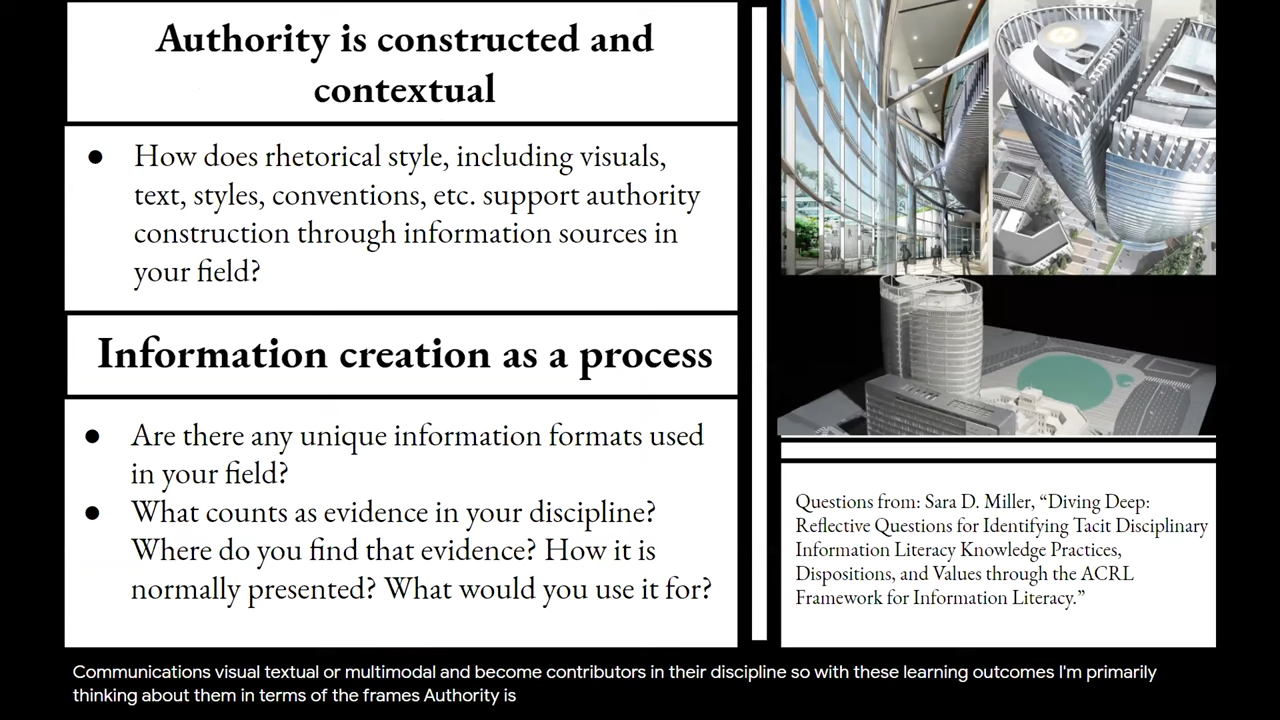 Authority is constructed and
contextual
● How does rhetorical style, including visuals,
text, styles, conventions, etc. support authority
construction through information sources in
your field?
Information creation as a process
● Are there any unique information formats used
in your field?
● What counts as evidence in your discipline?
Where do you find that evidence? How it is
normally presented? What would you use it for?
Questions from: Sara D. Miller, “Diving Deep:
Reflective Questions for Identifying Tacit Disciplinary
Information Literacy Knowledge Practices,
Dispositions, and Values through the ACRL
Framework for Information Literacy.”
Communications visual textual or multimodal and become contributors in their discipline so with these learning outcomes I'm primarily
thinking about them in terms of the frames Authority is